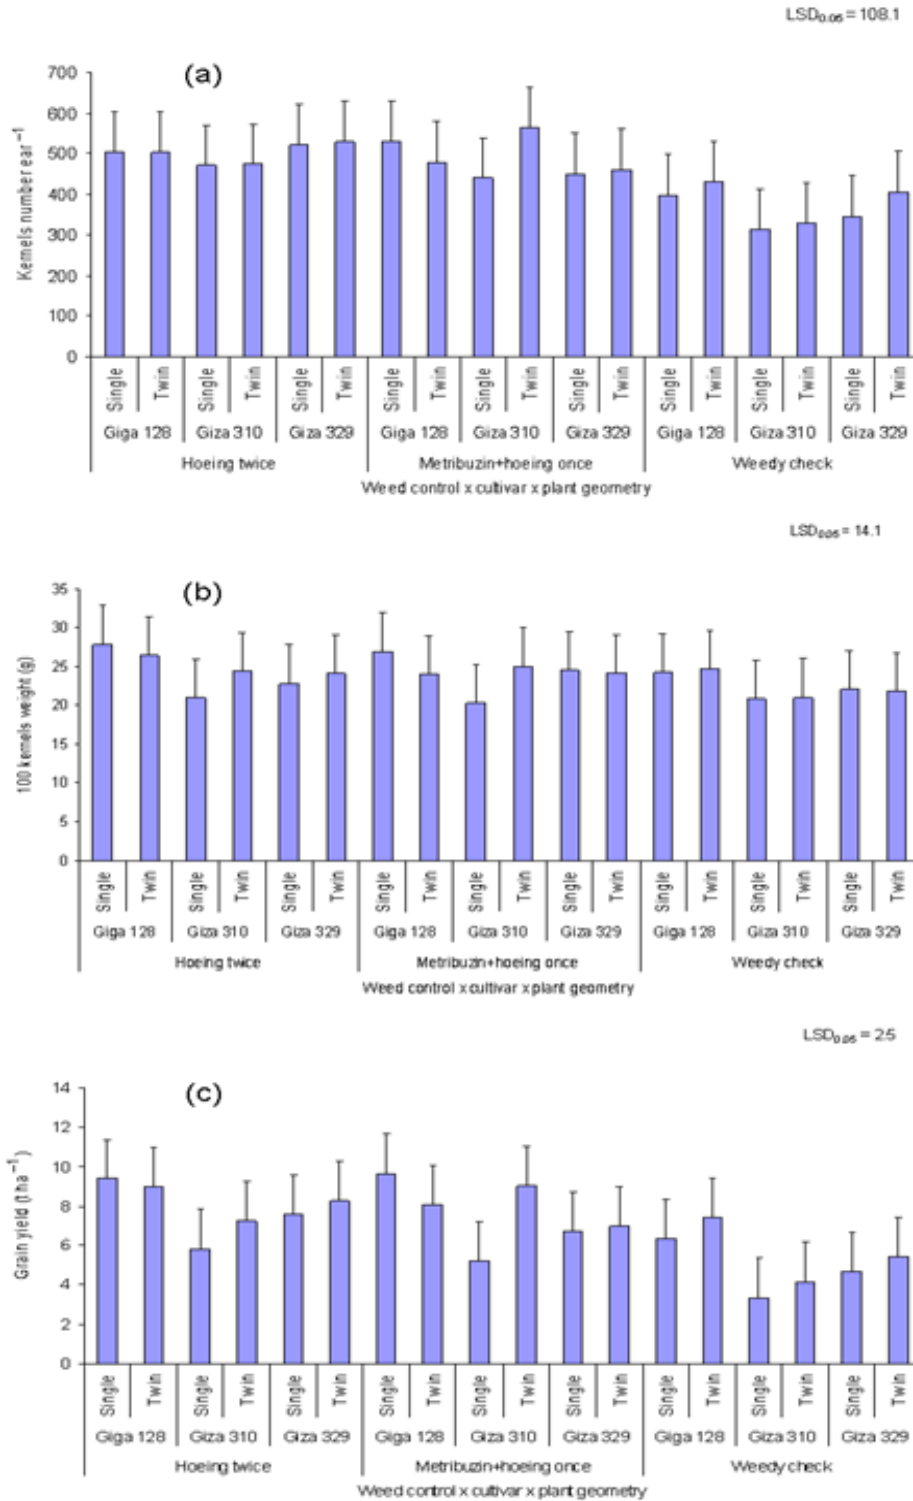 LSD0.05 = 108.1
(a)
700
600
500
400
300
200
100
0
Kernels number ear⁻¹
Single Twin Single Twin Single Twin Single Twin Single Twin Single Twin Single Twin Single Twin Single Twin
Giga 128 Giza 310 Giza 329 Giga 128 Giza 310 Giza 329 Giga 128 Giza 310 Giza 329
Hoeing twice Metribuzin+hoeing once Weedy check
Weed control x cultivar x plant geometry
LSD0.05 = 14.1
(b)
35
30
25
20
15
10
5
0
100 kernels weight (g)
Single Twin Single Twin Single Twin Single Twin Single Twin Single Twin Single Twin Single Twin Single Twin
Giga 128 Giza 310 Giza 329 Giga 128 Giza 310 Giza 329 Giga 128 Giza 310 Giza 329
Hoeing twice Metribuzin+hoeing once Weedy check
Weed control x cultivar x plant geometry
LSD0.05 = 2.5
(c)
14
12
10
8
6
4
2
0
Grain yield (t ha⁻¹)
Single Twin Single Twin Single Twin Single Twin Single Twin Single Twin Single Twin Single Twin Single Twin
Giga 128 Giza 310 Giza 329 Giga 128 Giza 310 Giza 329 Giga 128 Giza 310 Giza 329
Hoeing twice Metribuzin+hoeing once Weedy check
Weed control x cultivar x plant geometry